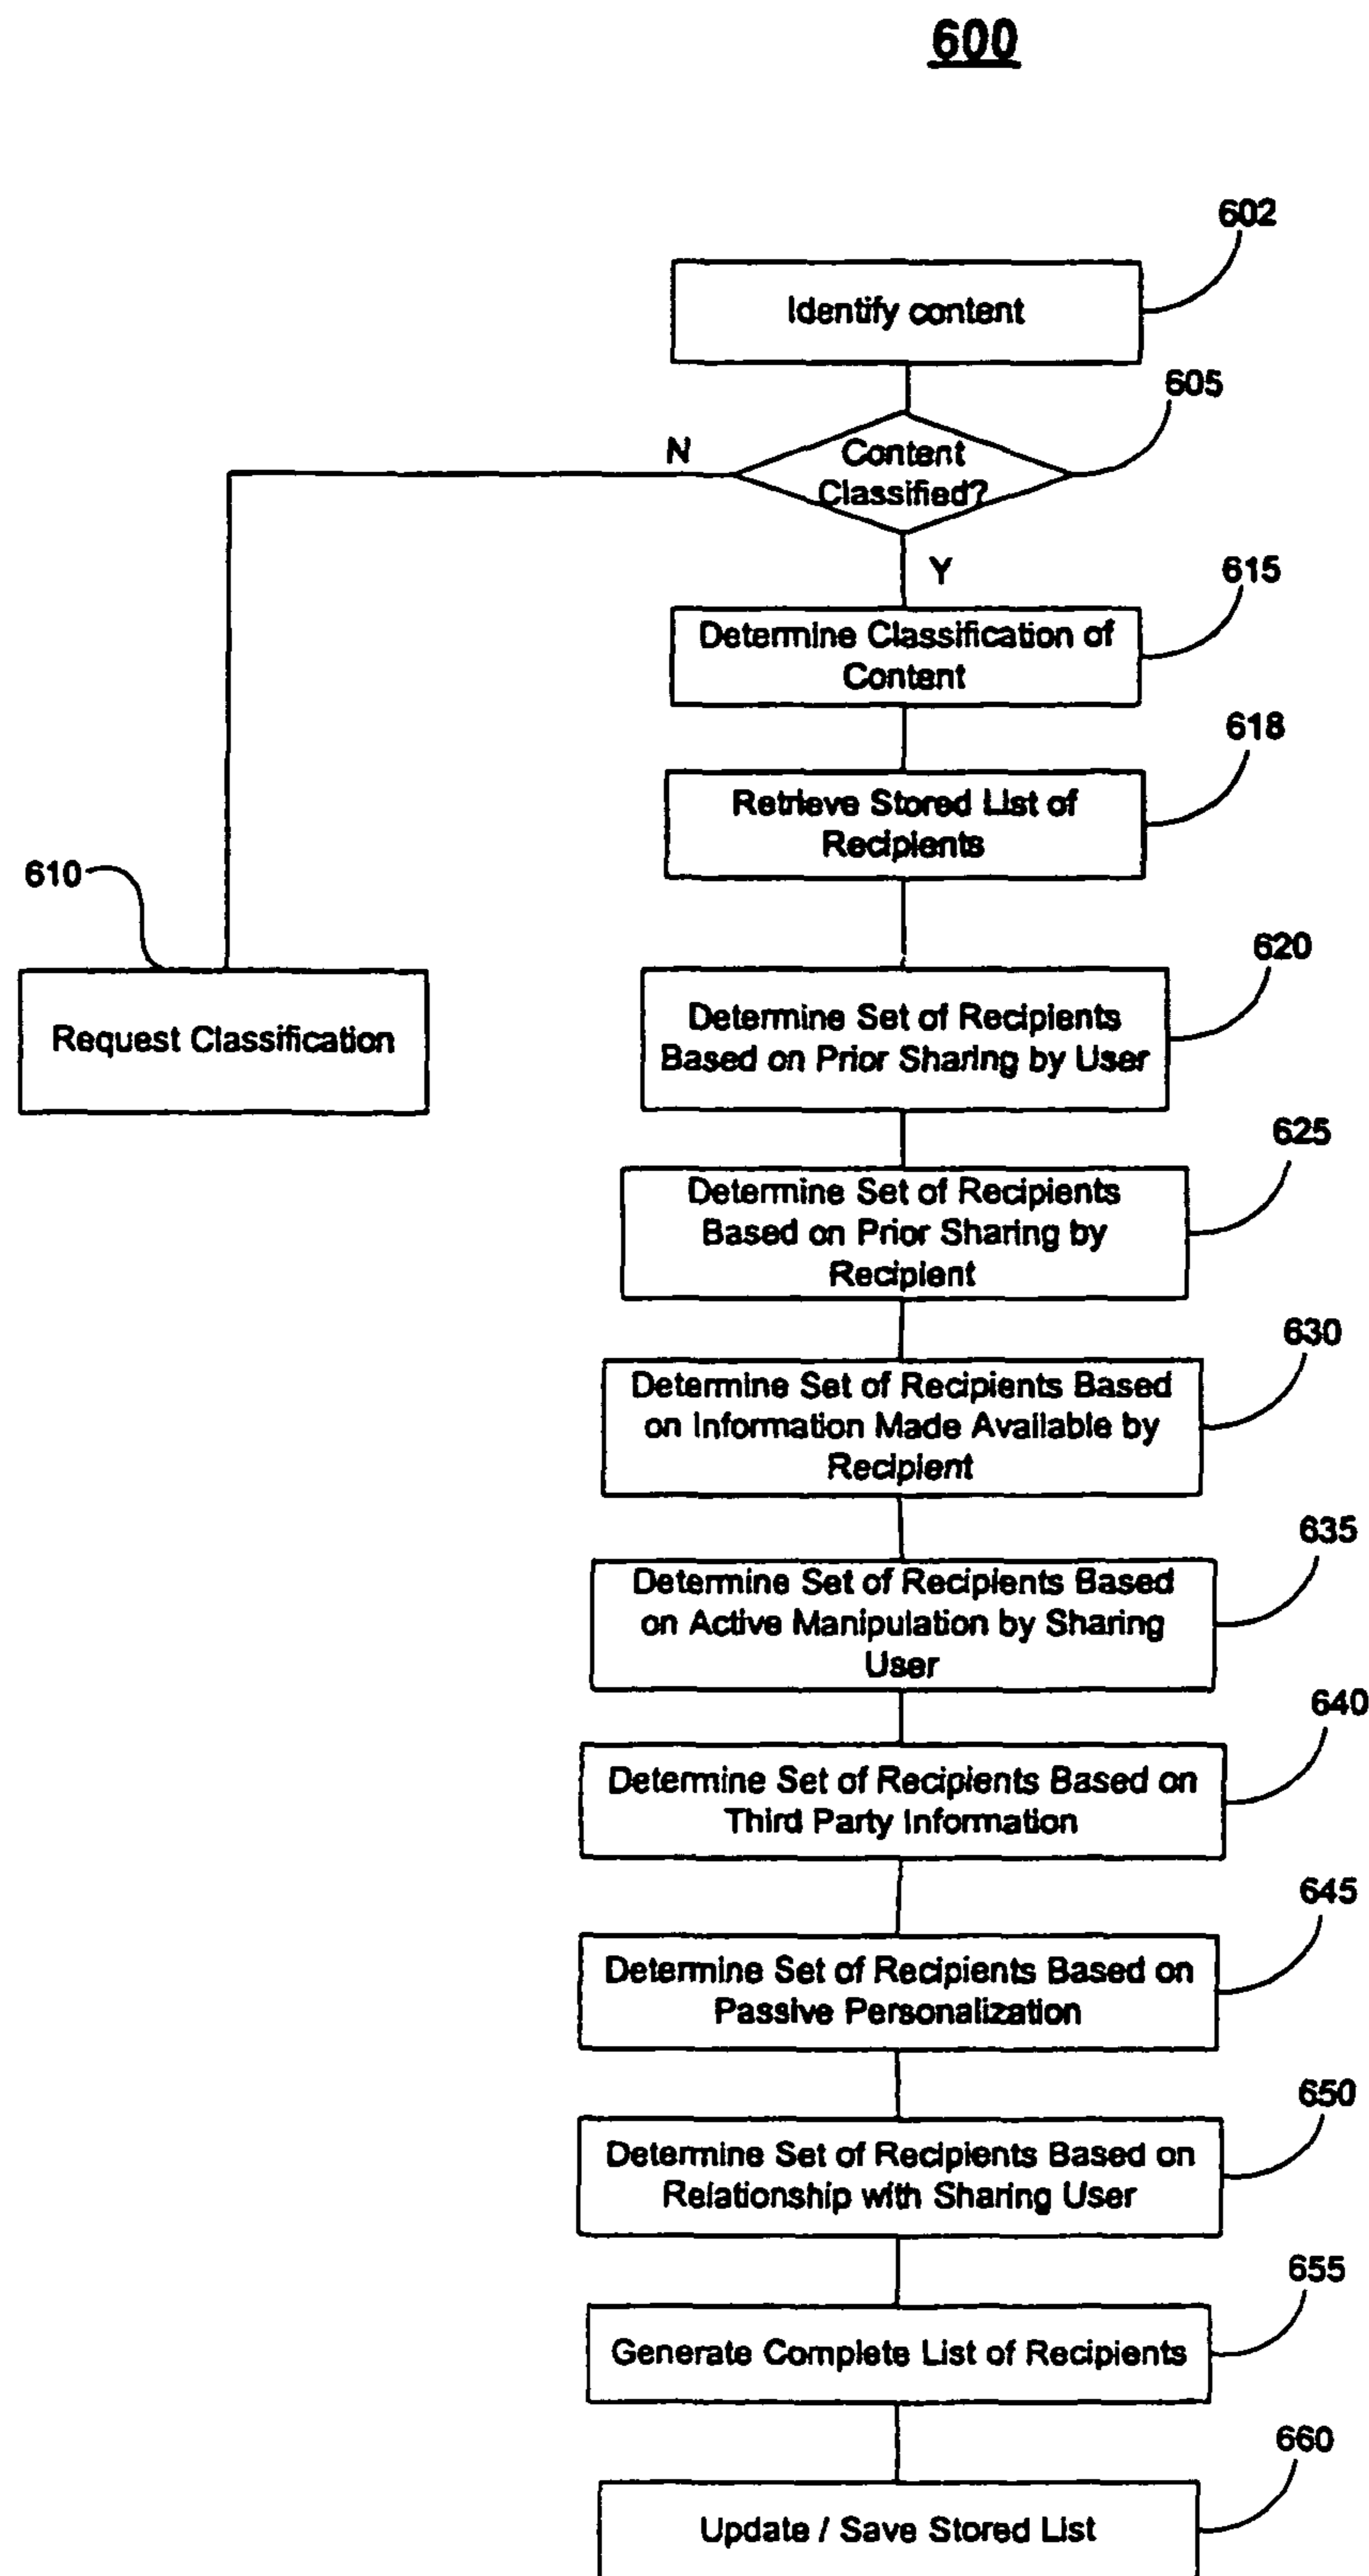 600
602
Identify content
605
N
Content
Classified?
Y
615
Determine Classification of
Content
618
Retrieve Stored List of
Recipients
610
Request Classification
620
Determine Set of Recipients
Based on Prior Sharing by User
625
Determine Set of Recipients
Based on Prior Sharing by
Recipient
630
Determine Set of Recipients Based
on Information Made Available by
Recipient
635
Determine Set of Recipients Based
on Active Manipulation by Sharing
User
640
Determine Set of Recipients Based on
Third Party Information
645
Determine Set of Recipients Based on
Passive Personalization
650
Determine Set of Recipients Based on
Relationship with Sharing User
655
Generate Complete List of Recipients
660
Update / Save Stored List